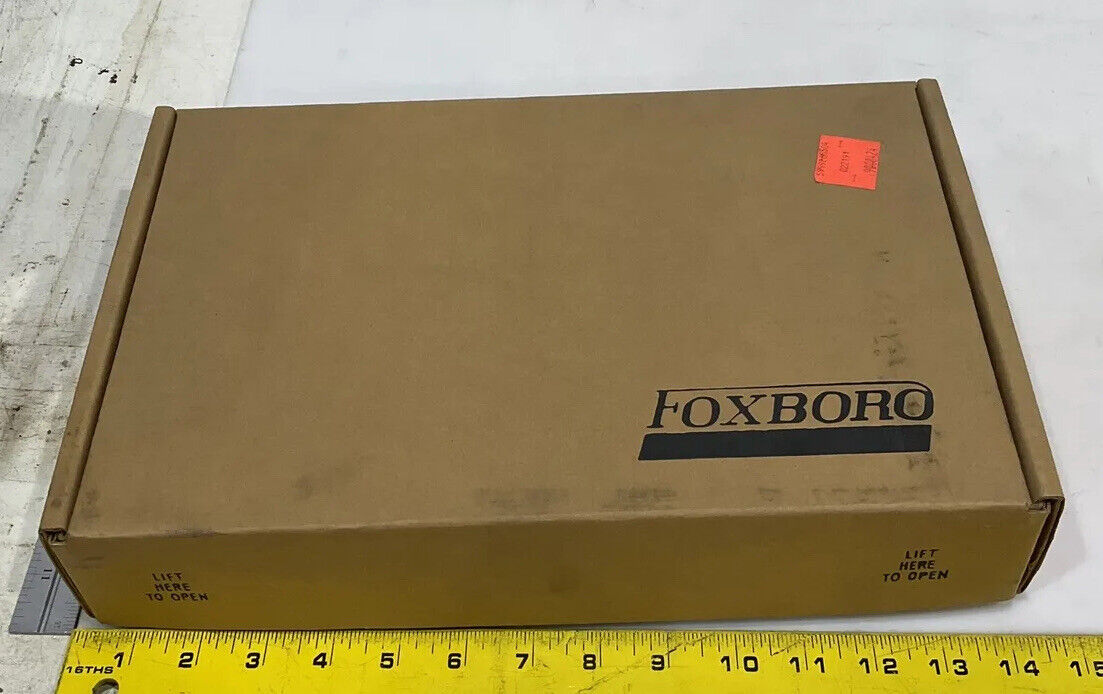 FOXBORO
LIFT
HERE
TO OPEN
LIFT
HERE
TO OPEN
1 2 3 4 5 6 7 8 9 10 11 12 13 14 15
16THS
11